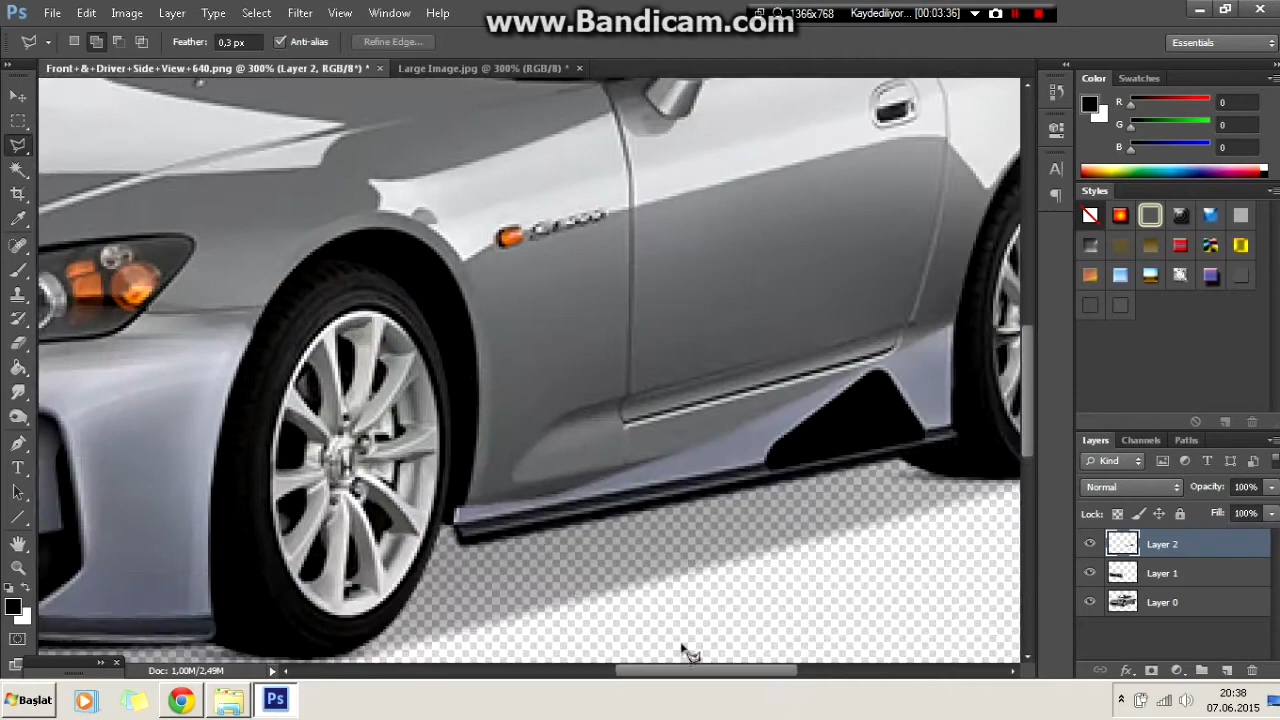 www.Bandicam.com
1366x768 Kaydediliyor... [00:03:36]
Ps File Edit Image Layer Type Select Filter View Window Help
Feather: 0,3 px Anti-alias Refine Edge... Essentials
Front+&+Driver+Side+View+640.png @ 300% (Layer 2, RGB/8*) * × Large Image.jpg @ 300% (RGB/8) * ×
Color Swatches
R 0
G 0
B 0
Styles
Layers Channels Paths
Kind
Normal Opacity: 100%
Lock: Fill: 100%
Layer 2
Layer 1
Layer 0
Doc: 1,00M/2,49M
Başlat Ps
20:38
07.06.2015